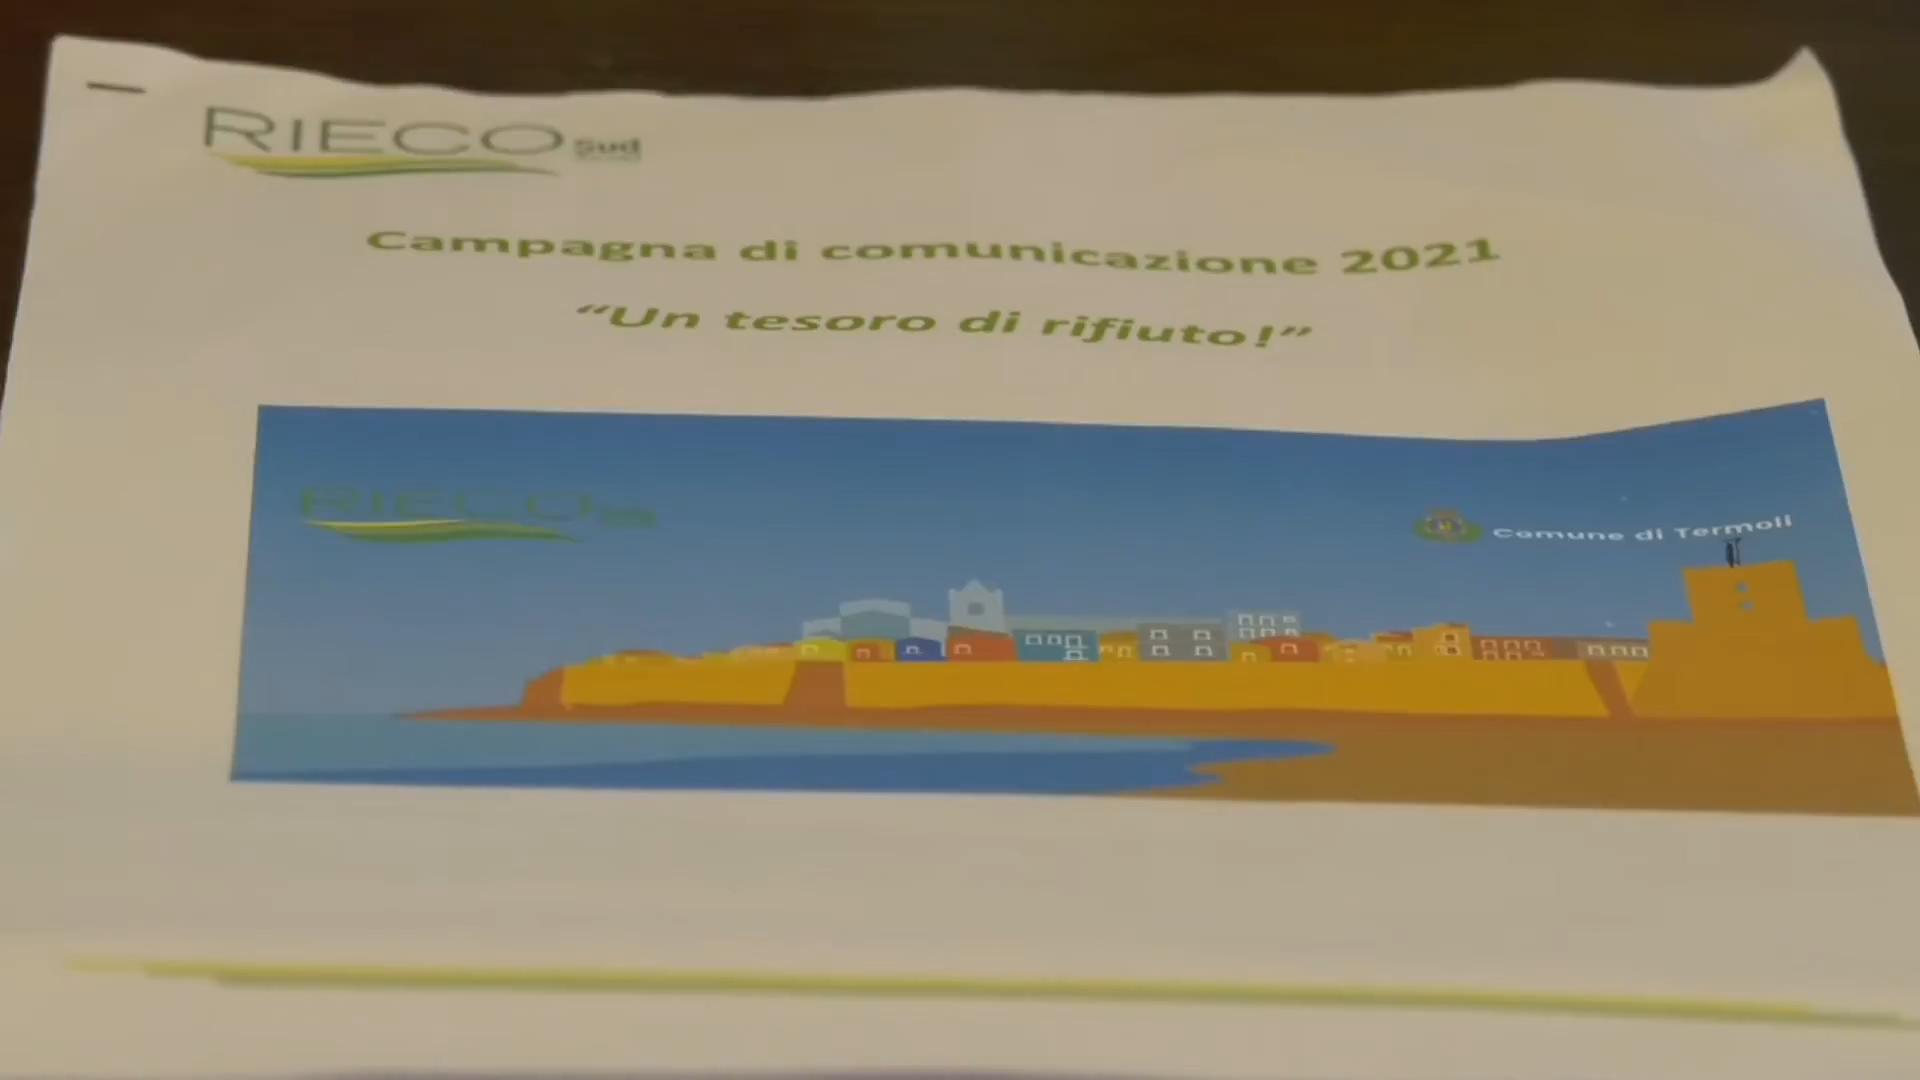 RIECO Sud
Campagna di comunicazione 2021
“Un tesoro di rifiuto!”
RIECO
Comune di Termoli